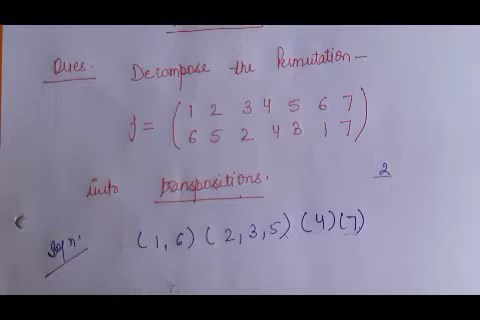 Ques. Decompose the Permutation—
f = ( 1 2 3 4 5 6 7
6 5 2 4 3 1 7 )
into transpositions. 2
Sol^n. (1,6) (2,3,5) (4) (7)